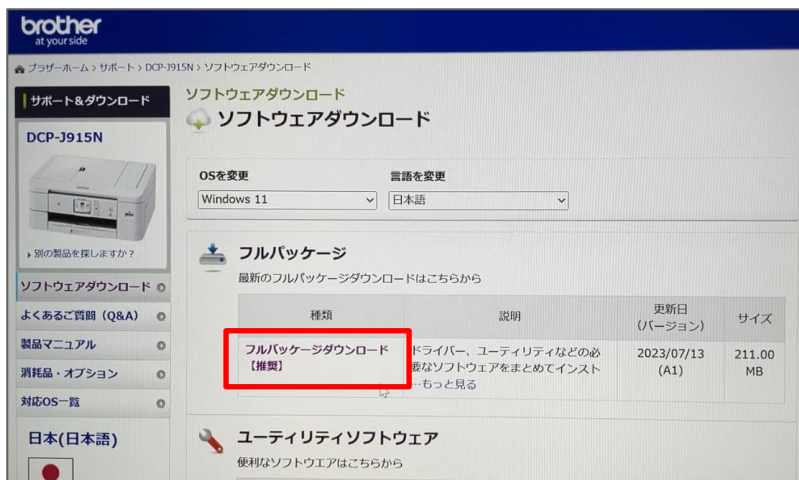 brother
at your side
ブラザーホーム > サポート > DCP-J915N > ソフトウェアダウンロード
サポート&ダウンロード
DCP-J915N
別の製品を探しますか?
ソフトウェアダウンロード
よくあるご質問(Q&A)
製品マニュアル
消耗品・オプション
対応OS一覧
日本(日本語)
ソフトウェアダウンロード
ソフトウェアダウンロード
OSを変更
言語を変更
Windows 11
日本語
フルパッケージ
最新のフルパッケージダウンロードはこちらから
種類
説明
更新日
(バージョン)
サイズ
フルパッケージダウンロード
【推奨】
ドライバー、ユーティリティなどの必
要なソフトウェアをまとめてインスト
…もっと見る
2023/07/13
(A1)
211.00
MB
ユーティリティソフトウェア
便利なソフトウエアはこちらから